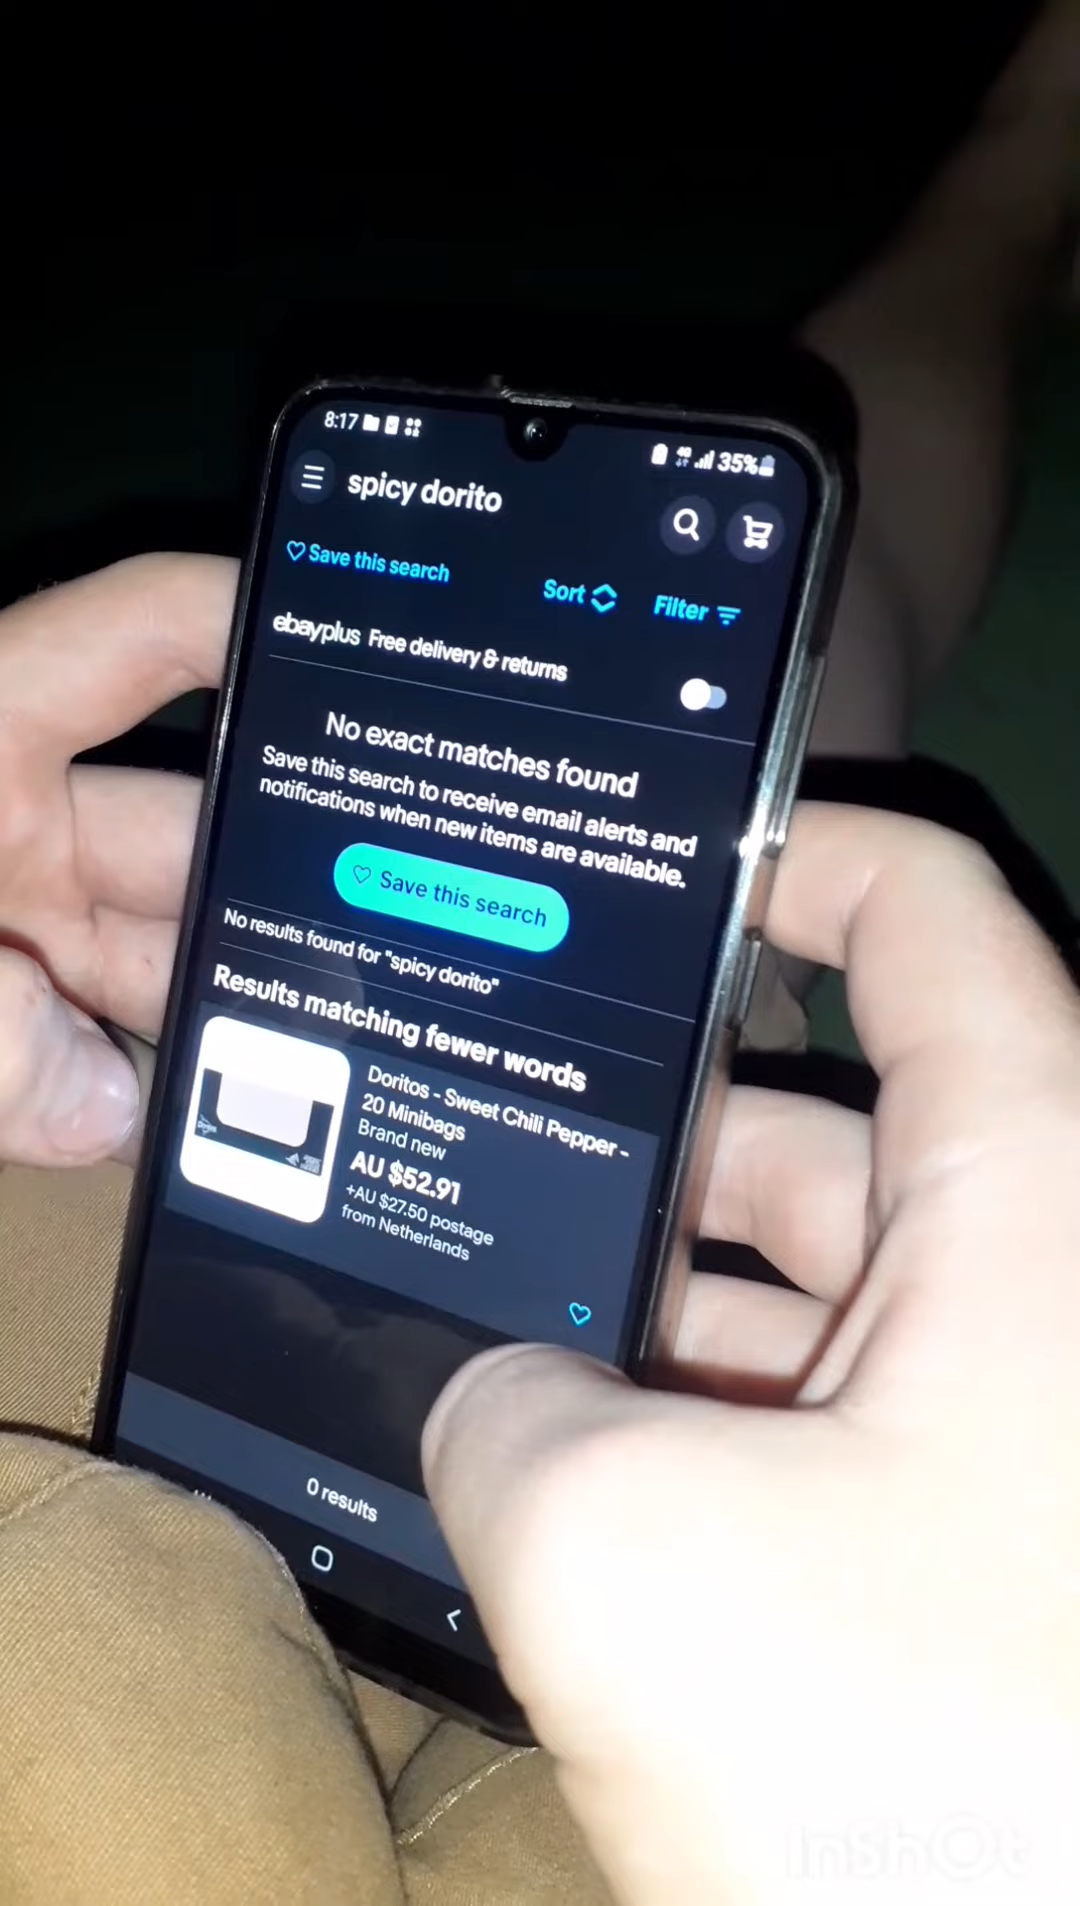 8:17
4G 35%
spicy dorito
Save this search
Sort
Filter
ebayplus Free delivery & returns
No exact matches found
Save this search to receive email alerts and
notifications when new items are available.
Save this search
No results found for "spicy dorito"
Results matching fewer words
Doritos - Sweet Chili Pepper -
20 Minibags
Brand new
AU $52.91
+AU $27.50 postage
from Netherlands
Doritos
0 results
InShOt